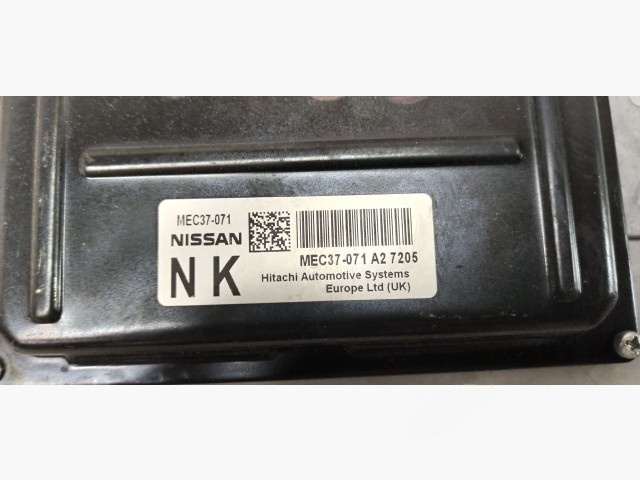 MEC37-071
NISSAN
N K
MEC37-071 A2 7205
Hitachi Automotive Systems
Europe Ltd (UK)